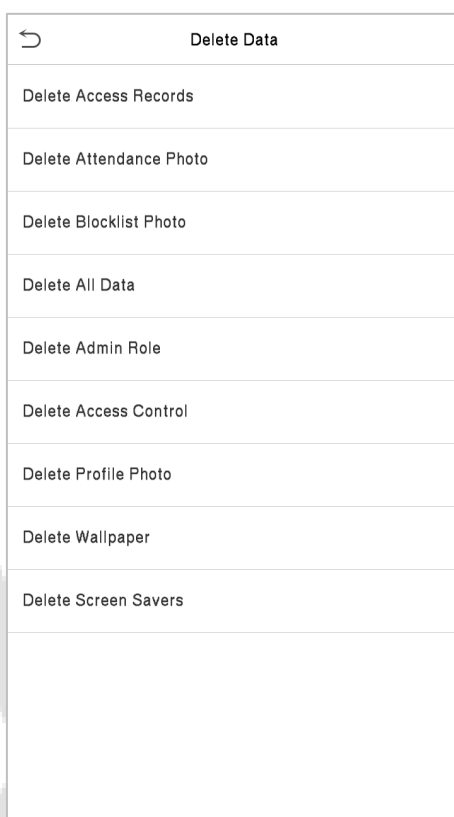 Delete Data
Delete Access Records
Delete Attendance Photo
Delete Blocklist Photo
Delete All Data
Delete Admin Role
Delete Access Control
Delete Profile Photo
Delete Wallpaper
Delete Screen Savers